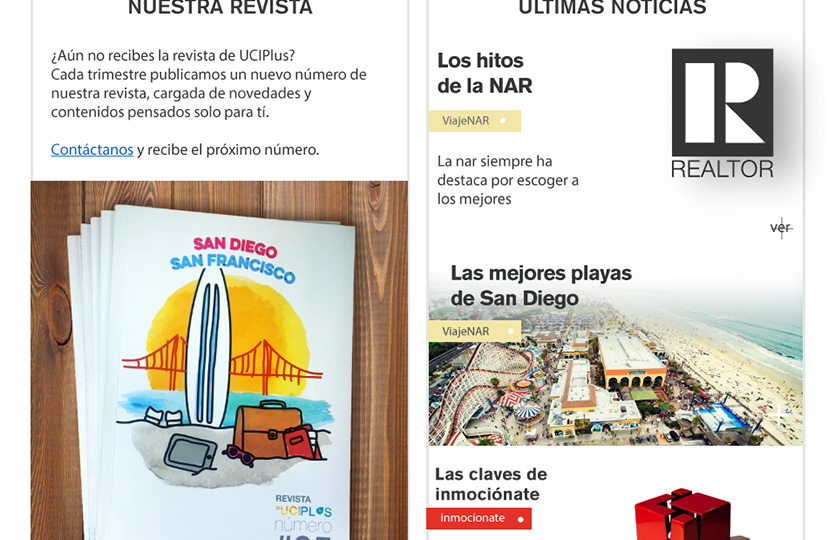 NUESTRA REVISTA
¿Aún no recibes la revista de UCIPlus?
Cada trimestre publicamos un nuevo número de
nuestra revista, cargada de novedades y
contenidos pensados solo para tí.
Contáctanos y recibe el próximo número.
SAN DIEGO
SAN FRANCISCO
REVISTA
UCIPLUS
número
ÚLTIMAS NOTICIAS
Los hitos
de la NAR
ViajeNAR
La nar siempre ha
destaca por escoger a
los mejores
R
REALTOR
ver
Las mejores playas
de San Diego
ViajeNAR
Las claves de
inmociónate
inmocionate